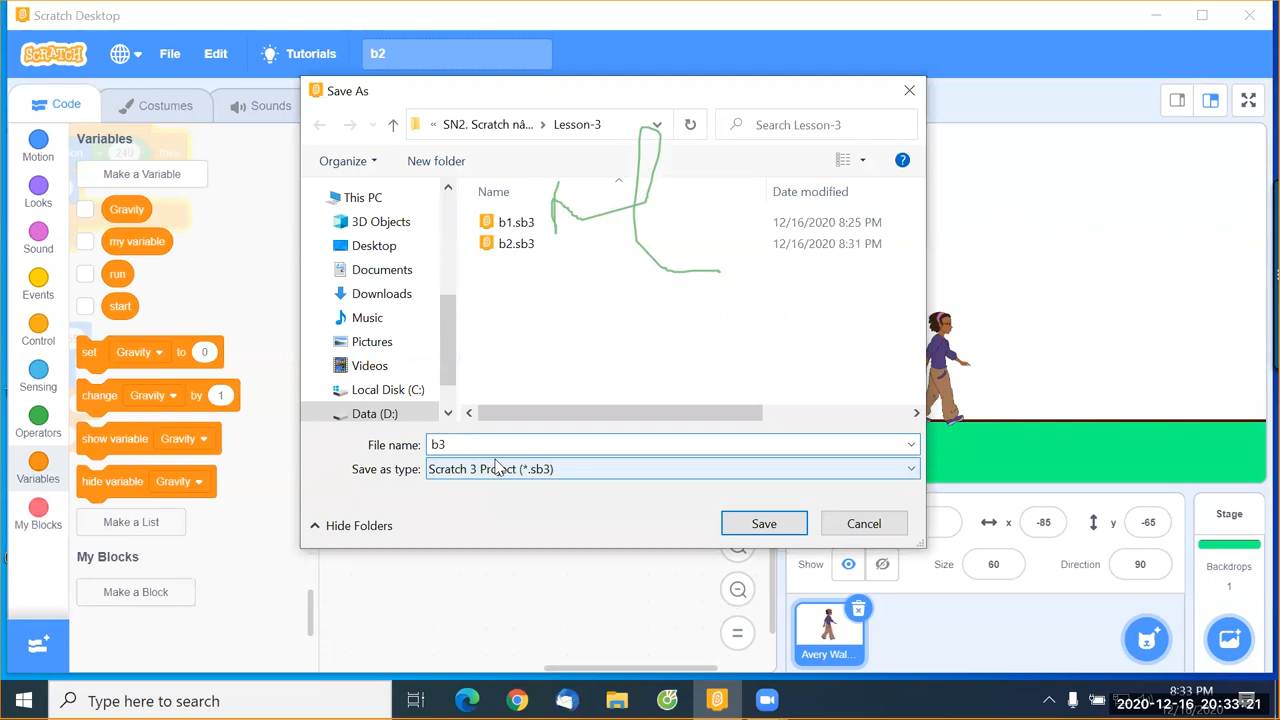 Scratch Desktop
SCRATCH File Edit Tutorials b2
Code Costumes Sounds
Variables
Make a Variable
Gravity
my variable
run
start
set Gravity to 0
change Gravity by 1
show variable Gravity
hide variable Gravity
Make a List
My Blocks
Make a Block
Motion
Looks
Sound
Events
Control
Sensing
Operators
Variables
My Blocks
Save As
« SN2. Scratch nâ... Lesson-3
Search Lesson-3
Organize New folder
This PC
3D Objects
Desktop
Documents
Downloads
Music
Pictures
Videos
Local Disk (C:)
Data (D:)
Name Date modified
b1.sb3 12/16/2020 8:25 PM
b2.sb3 12/16/2020 8:31 PM
File name: b3
Save as type: Scratch 3 Project (*.sb3)
Hide Folders Save Cancel
x -85 y -65
Show Size 60 Direction 90
Avery Wal...
Stage
Backdrops
1
Type here to search
8:33 PM
2020-12-16 20:33:21